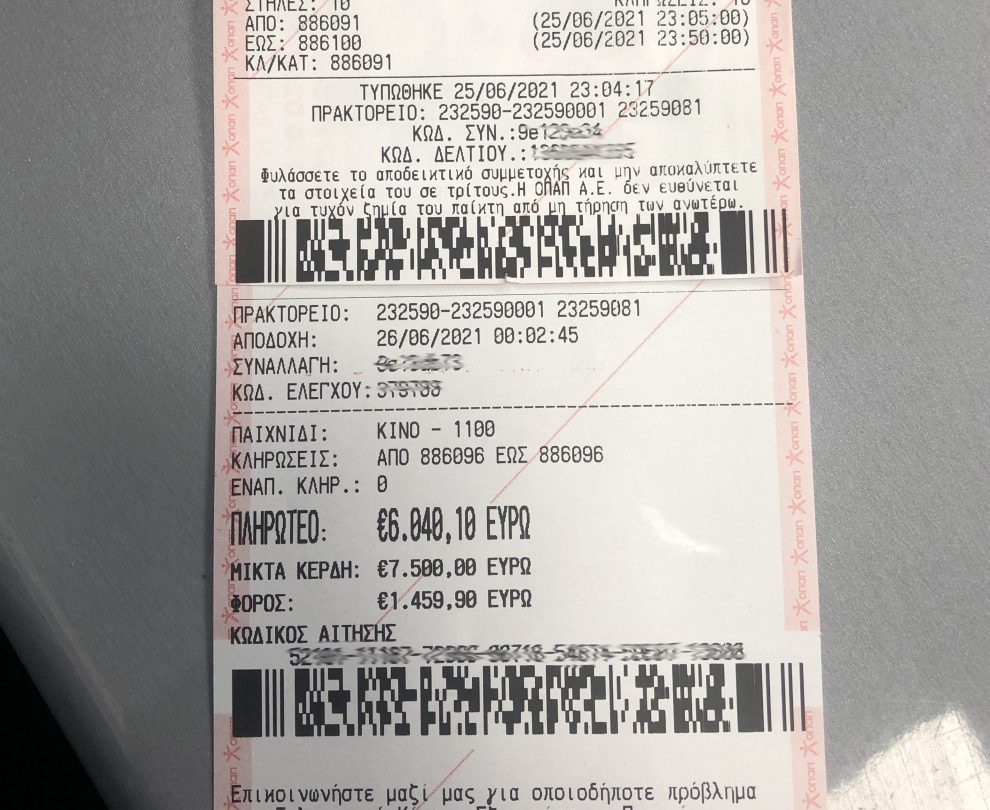 ΣΤΗΛΕΣ: 10 ΚΛΗΡΩΣΕΙΣ: 10
ΑΠΟ: 886091 (25/06/2021 23:05:00)
ΕΩΣ: 886100 (25/06/2021 23:50:00)
ΚΛ/ΚΑΤ: 886091
ΤΥΠΩΘΗΚΕ 25/06/2021 23:04:17
ΠΡΑΚΤΟΡΕΙΟ: 232590-232590001 23259081
ΚΩΔ. ΣΥΝ.:
ΚΩΔ. ΔΕΛΤΙΟΥ.:
Φυλάσσετε το αποδεικτικό συμμετοχής και μην αποκαλύπτετε
τα στοιχεία του σε τρίτους.Η ΟΠΑΠ Α.Ε. δεν ευθύνεται
για τυχόν ζημία του παίκτη από μη τήρηση των ανωτέρω.
ΠΡΑΚΤΟΡΕΙΟ: 232590-232590001 23259081
ΑΠΟΔΟΧΗ: 26/06/2021 00:02:45
ΣΥΝΑΛΛΑΓΗ:
ΚΩΔ. ΕΛΕΓΧΟΥ:
ΠΑΙΧΝΙΔΙ: ΚΙΝΟ - 1100
ΚΛΗΡΩΣΕΙΣ: ΑΠΟ 886096 ΕΩΣ 886096
ΕΝΑΠ. ΚΛΗΡ.: 0
ΠΛΗΡΩΤΕΟ: €6.040,10 ΕΥΡΩ
ΜΙΚΤΑ ΚΕΡΔΗ: €7.500,00 ΕΥΡΩ
ΦΟΡΟΣ: €1.459,90 ΕΥΡΩ
ΚΩΔΙΚΟΣ ΑΙΤΗΣΗΣ
Επικοινωνήστε μαζί μας για οποιοδήποτε πρόβλημα